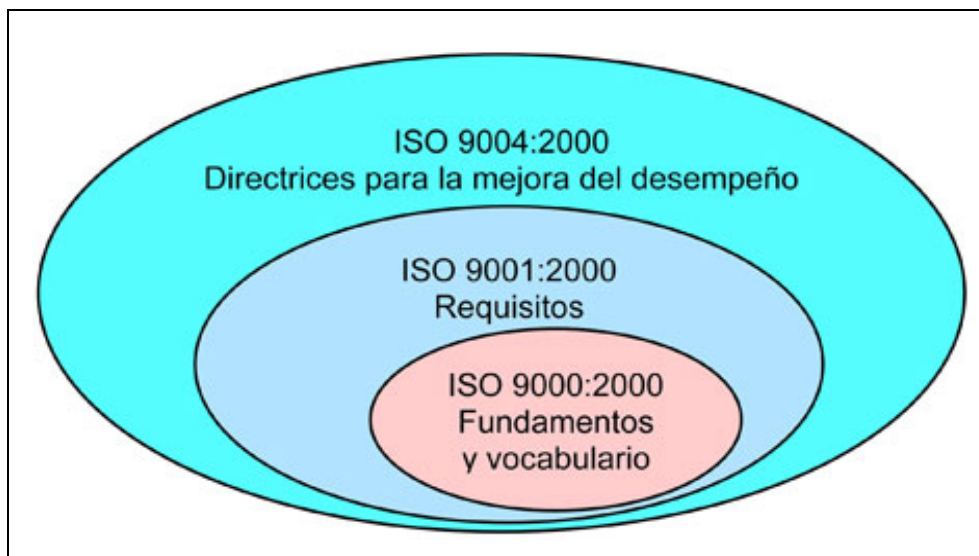 ISO 9004:2000
Directrices para la mejora del desempeño
ISO 9001:2000
Requisitos
ISO 9000:2000
Fundamentos
y vocabulario